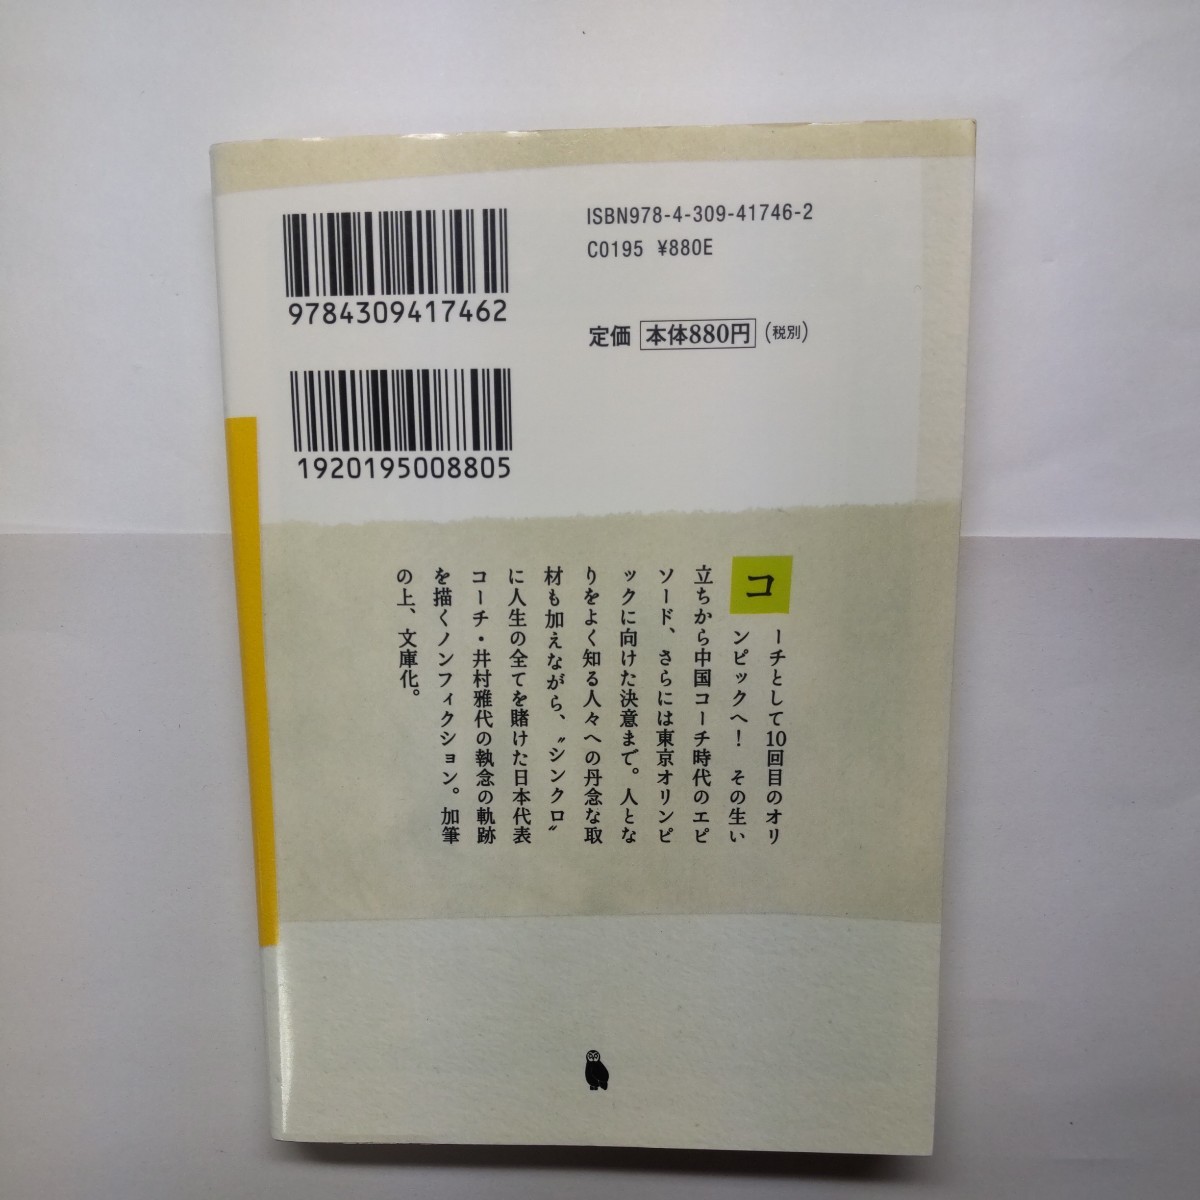 ISBN978-4-309-41746-2
C0195 ¥880E
9784309417462
定価 本体880円（税別）
1920195008805
コーチとして10回目のオリ
ンピックへ！　その生い
立ちから中国コーチ時代のエピ
ソード、さらには東京オリンピ
ックに向けた決意まで。人とな
りをよく知る人々への丹念な取
材も加えながら、〝シンクロ〟
に人生の全てを賭けた日本代表
コーチ・井村雅代の執念の軌跡
を描くノンフィクション。加筆
の上、文庫化。